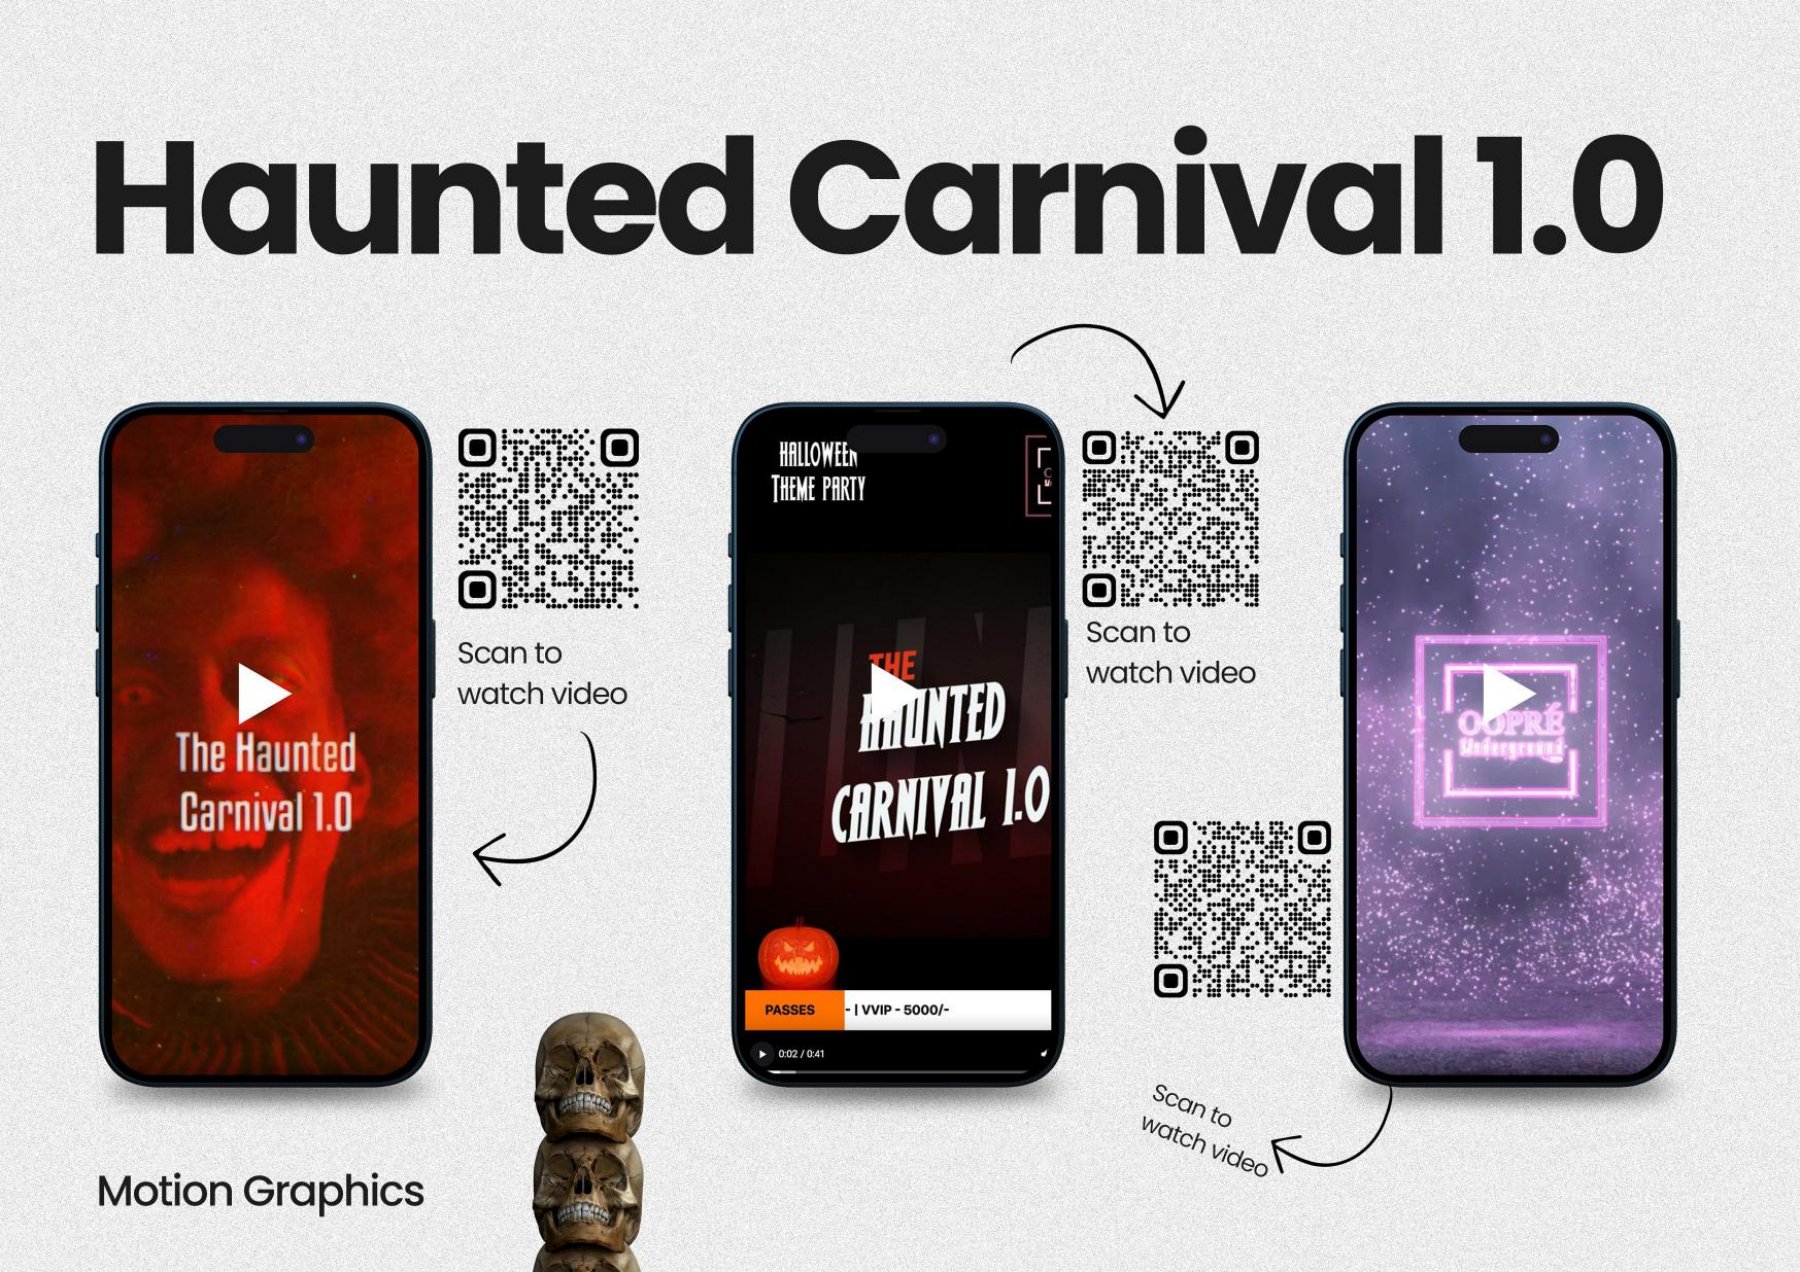 Haunted Carnival 1.0
The Haunted
Carnival 1.0
Scan to
watch video
HALLOWEEN
THEME PARTY
THE
HAUNTED
CARNIVAL 1.0
PASSES - | VVIP - 5000/-
0:02 / 0:41
Scan to
watch video
OOPRÉ
Underground
Scan to
watch video
Motion Graphics